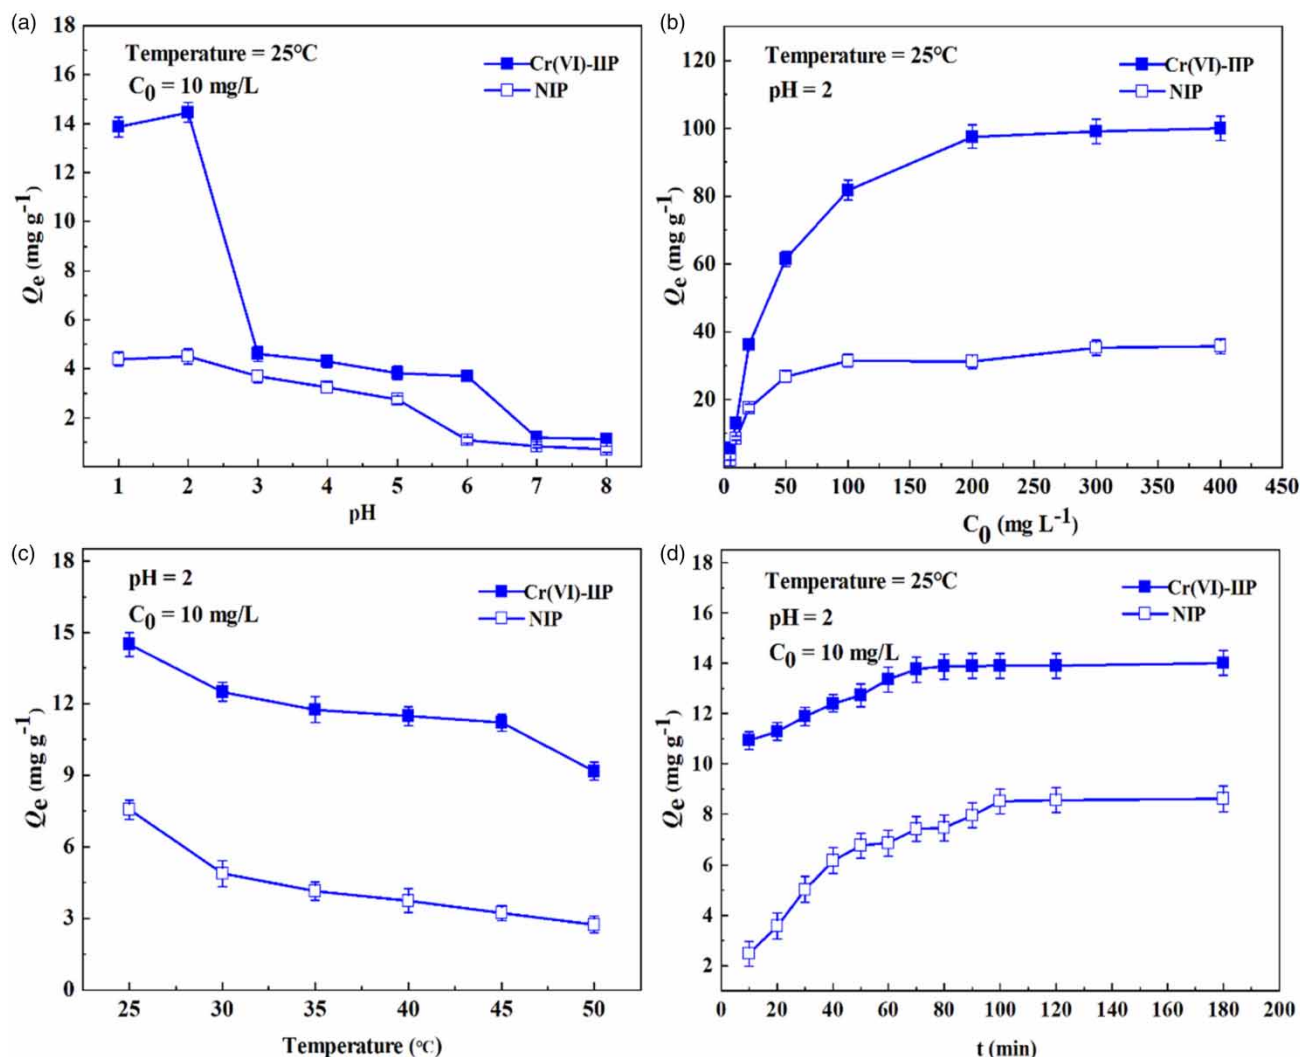 (a)
18
16
14
12
10
8
6
4
2
Qe (mg g-1)
Temperature = 25°C
C0 = 10 mg/L
Cr(VI)-IIP
NIP
1 2 3 4 5 6 7 8
pH
(b)
120
100
80
60
40
20
Qe (mg g-1)
Temperature = 25°C
pH = 2
Cr(VI)-IIP
NIP
0 50 100 150 200 250 300 350 400 450
C0 (mg L-1)
(c)
18
15
12
9
6
3
0
Qe (mg g-1)
pH = 2
C0 = 10 mg/L
Cr(VI)-IIP
NIP
25 30 35 40 45 50
Temperature (°C)
(d)
18
16
14
12
10
8
6
4
2
Qe (mg g-1)
Temperature = 25°C
pH = 2
C0 = 10 mg/L
Cr(VI)-IIP
NIP
0 20 40 60 80 100 120 140 160 180 200
t (min)